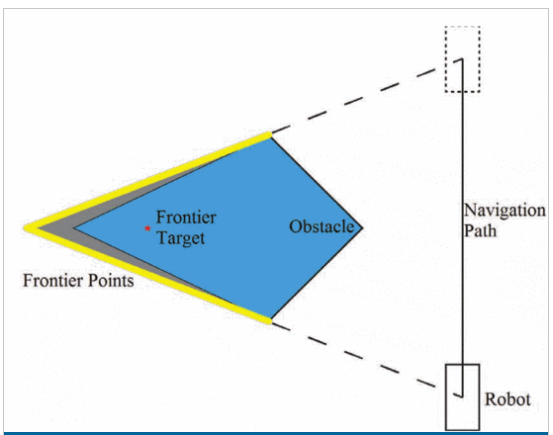 Navigation
Path
Frontier
Target
Obstacle
Frontier Points
Robot